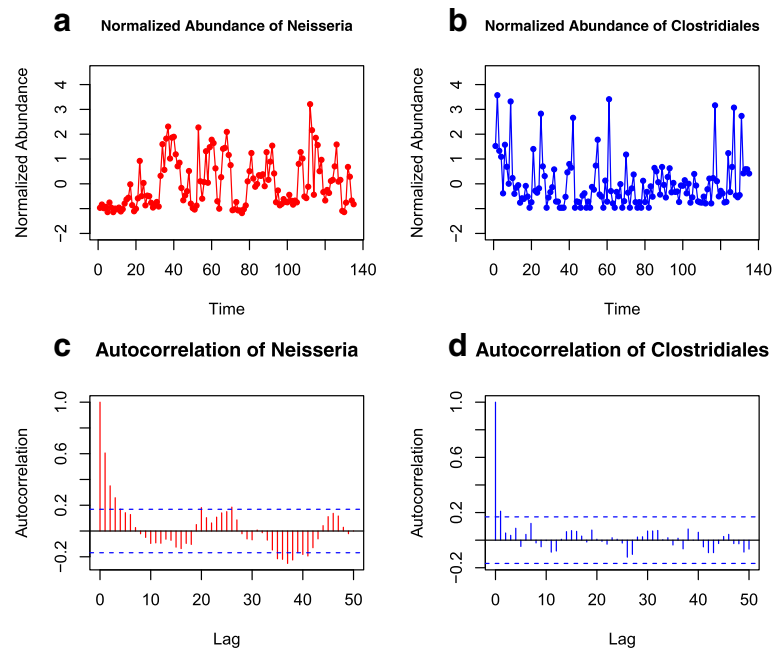 a Normalized Abundance of Neisseria
Normalized Abundance
4
3
2
1
0
−2
0 20 40 60 80 100 140
Time
b Normalized Abundance of Clostridiales
Normalized Abundance
4
3
2
1
0
−2
0 20 40 60 80 100 140
Time
c Autocorrelation of Neisseria
Autocorrelation
1.0
0.6
0.2
−0.2
0 10 20 30 40 50
Lag
d Autocorrelation of Clostridiales
Autocorrelation
1.0
0.6
0.2
−0.2
0 10 20 30 40 50
Lag